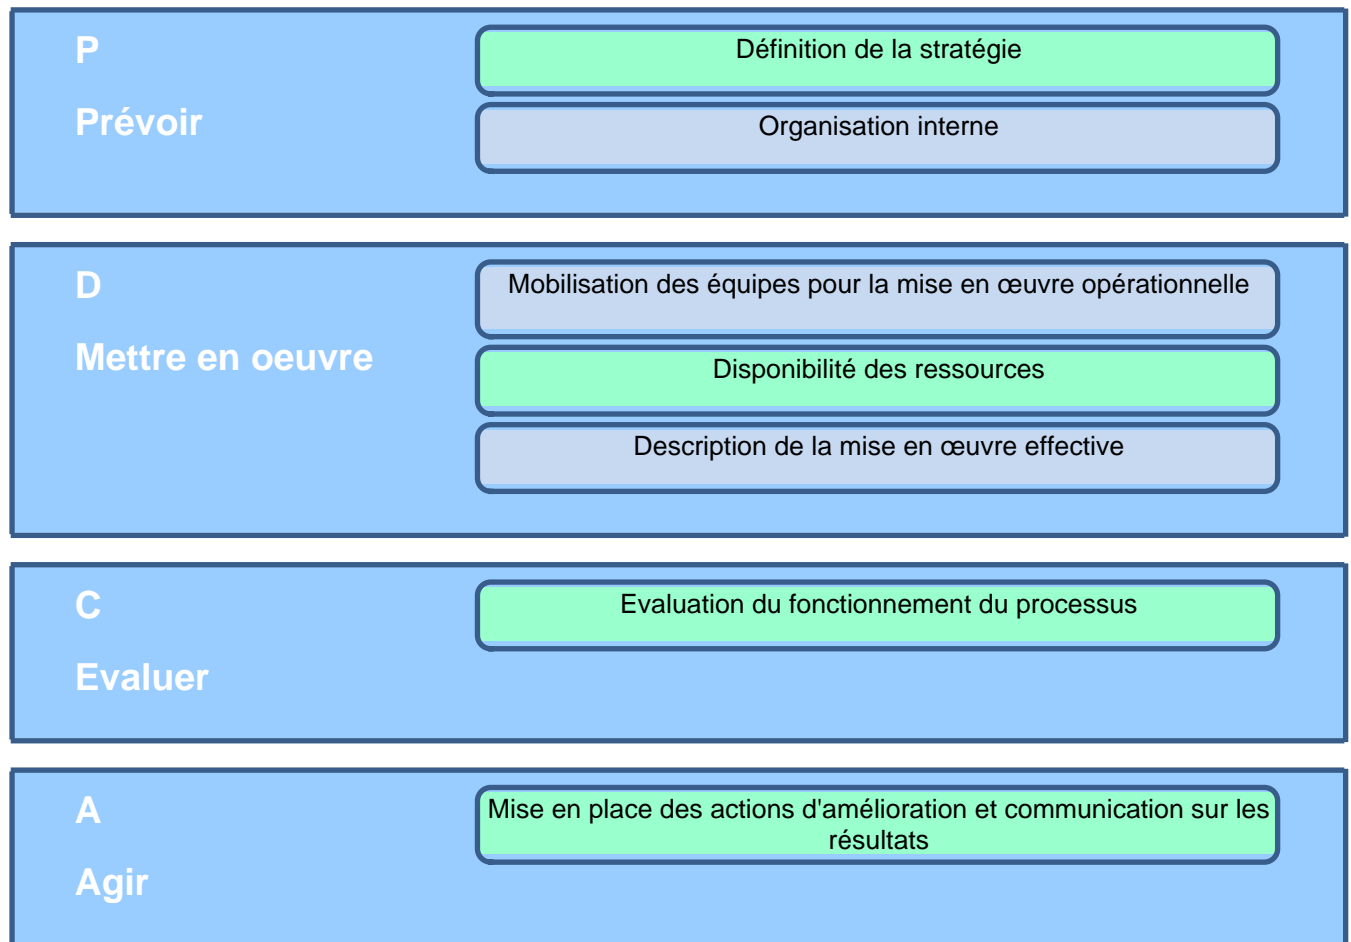 P
Prévoir
Définition de la stratégie
Organisation interne
D
Mettre en oeuvre
Mobilisation des équipes pour la mise en œuvre opérationnelle
Disponibilité des ressources
Description de la mise en œuvre effective
C
Evaluer
Evaluation du fonctionnement du processus
A
Agir
Mise en place des actions d'amélioration et communication sur les
résultats